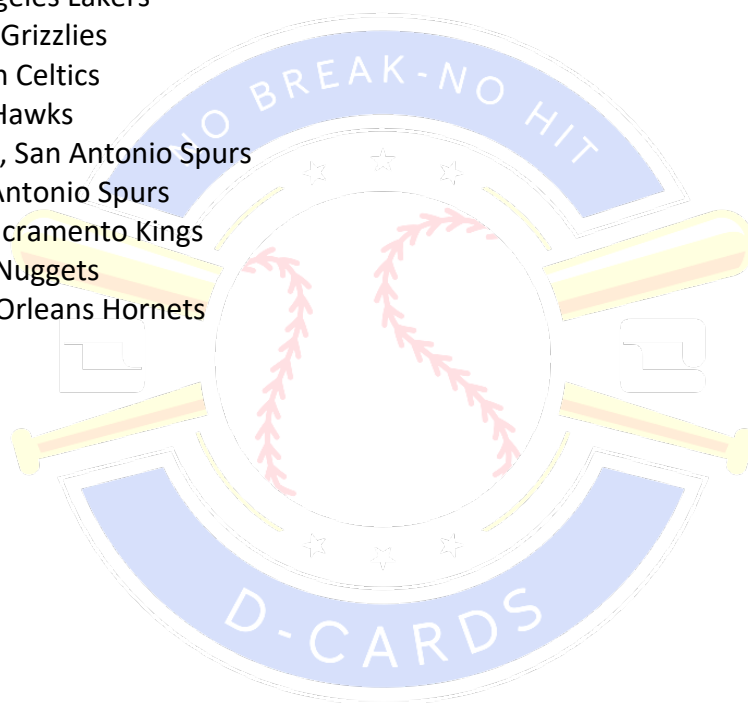 geles Lakers
Grizzlies
n Celtics
Hawks
, San Antonio Spurs
Antonio Spurs
cramento Kings
Nuggets
Orleans Hornets
NO BREAK-NO HIT
D-CARDS